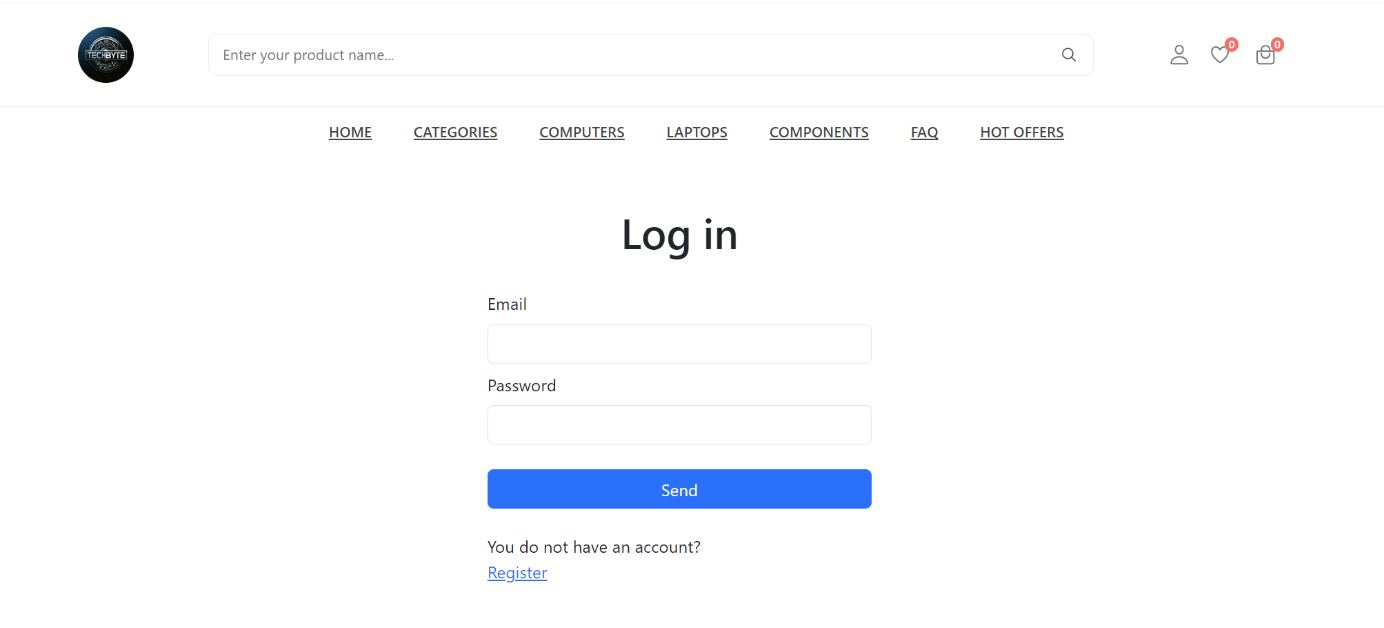 TECHBYTE
Enter your product name...
0
0
HOME CATEGORIES COMPUTERS LAPTOPS COMPONENTS FAQ HOT OFFERS
Log in
Email
Password
Send
You do not have an account?
Register